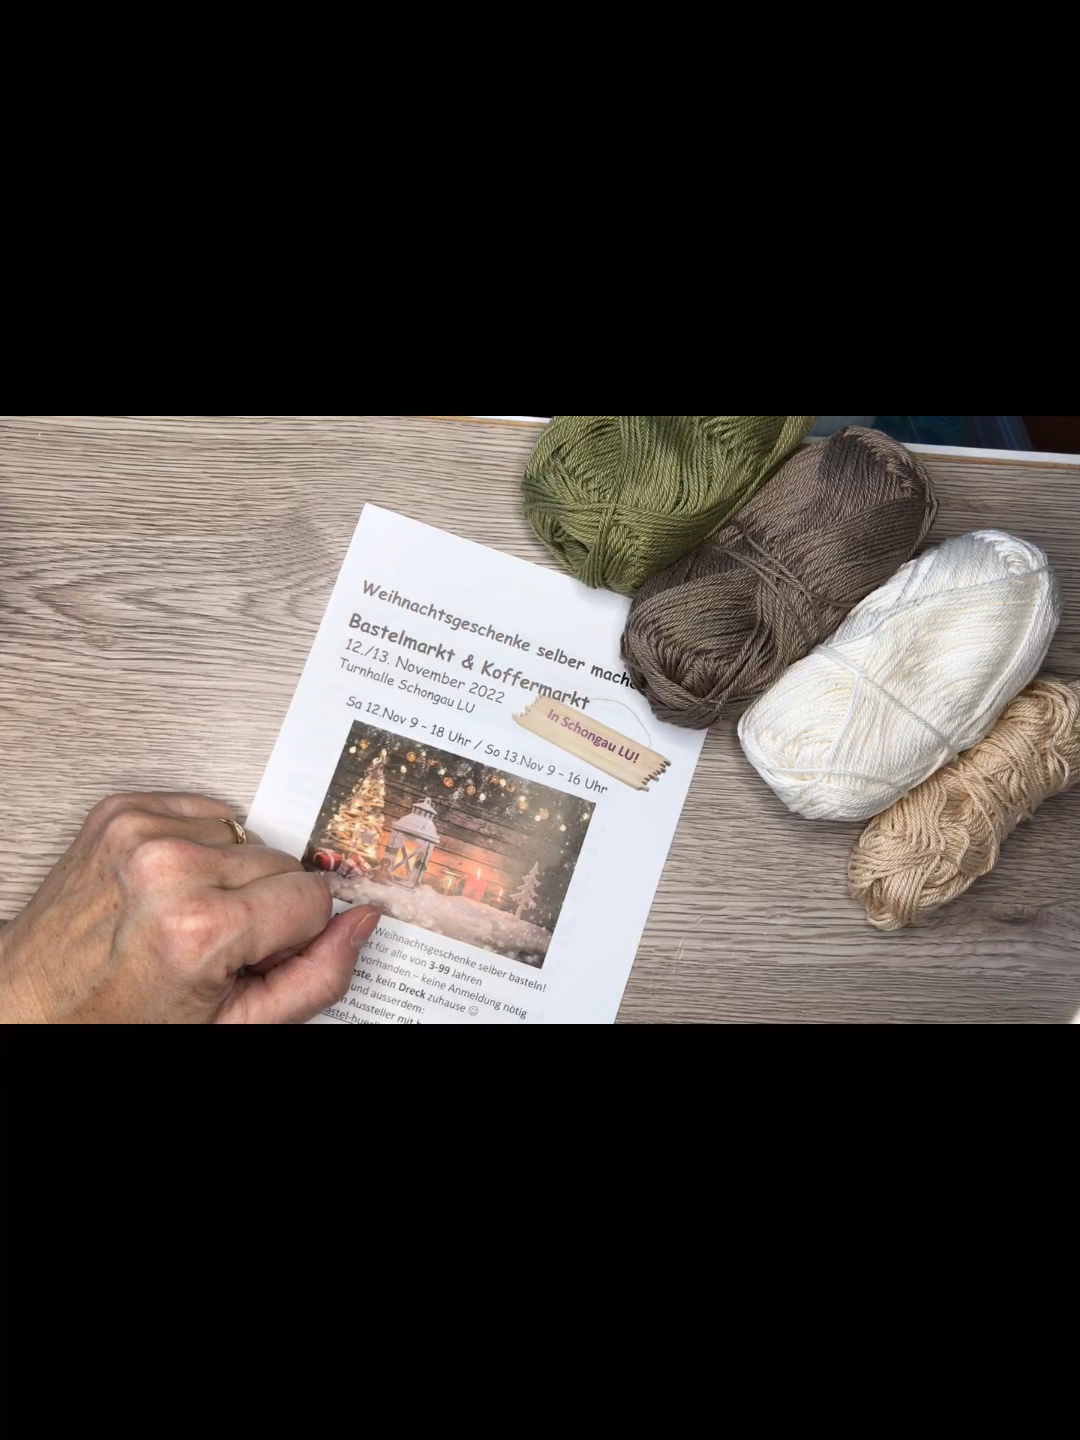 Weihnachtsgeschenke selber mache
Bastelmarkt & Koffermarkt
12./13. November 2022
Turnhalle Schongau LU
In Schongau LU!
Sa 12.Nov 9 – 18 Uhr / So 13.Nov 9 – 16 Uhr
Weihnachtsgeschenke selber basteln!
für alle von 3-99 Jahren
vorhanden – keine Anmeldung nötig
kein Dreck zuhause ☺
und ausserdem:
Aussteller mit